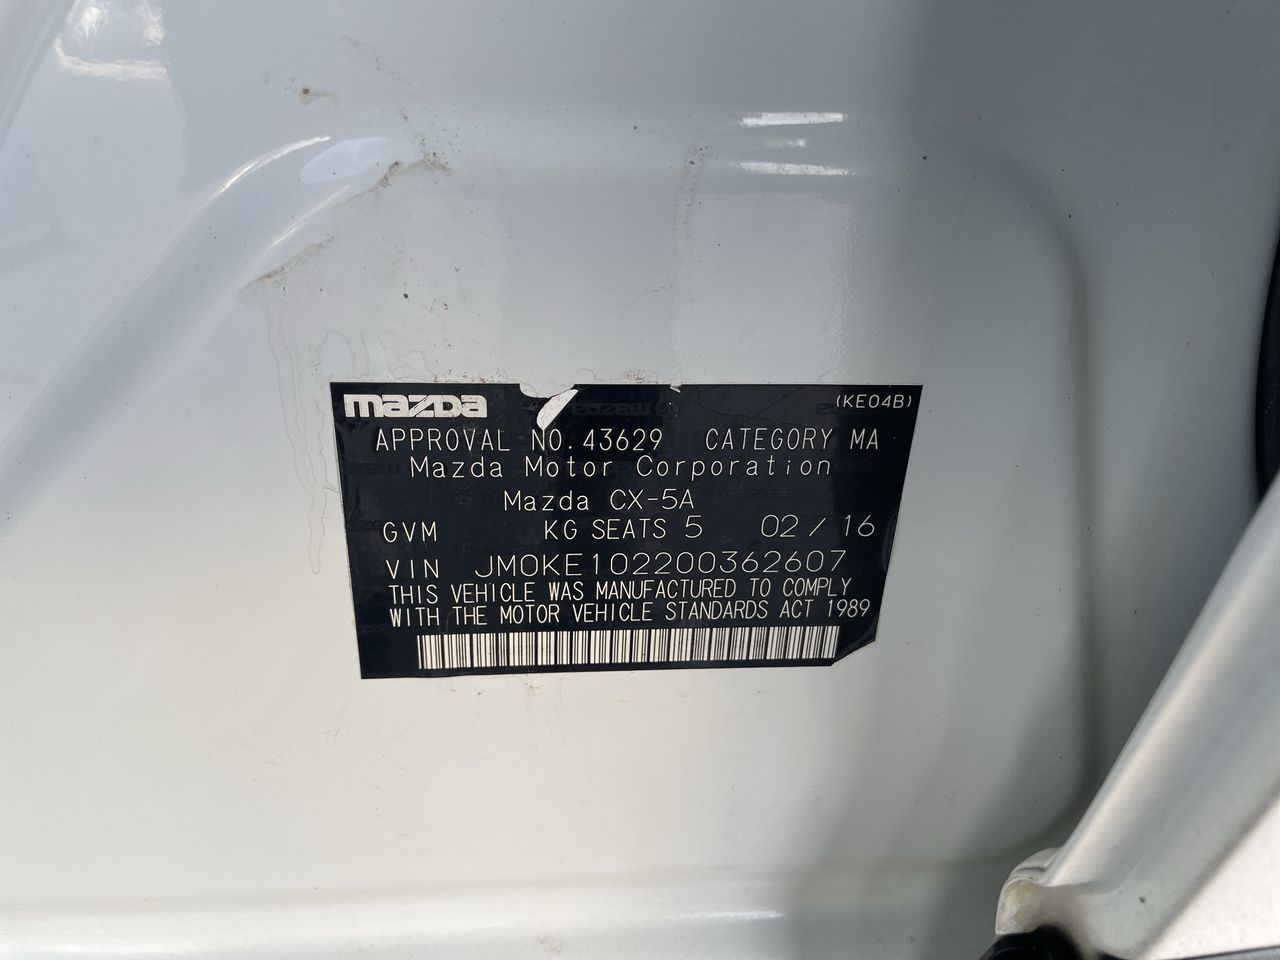 mazda (KE04B)
APPROVAL NO.43629 CATEGORY MA
Mazda Motor Corporation
Mazda CX-5A
GVM KG SEATS 5 02/16
VIN JM0KE102200362607
THIS VEHICLE WAS MANUFACTURED TO COMPLY
WITH THE MOTOR VEHICLE STANDARDS ACT 1989